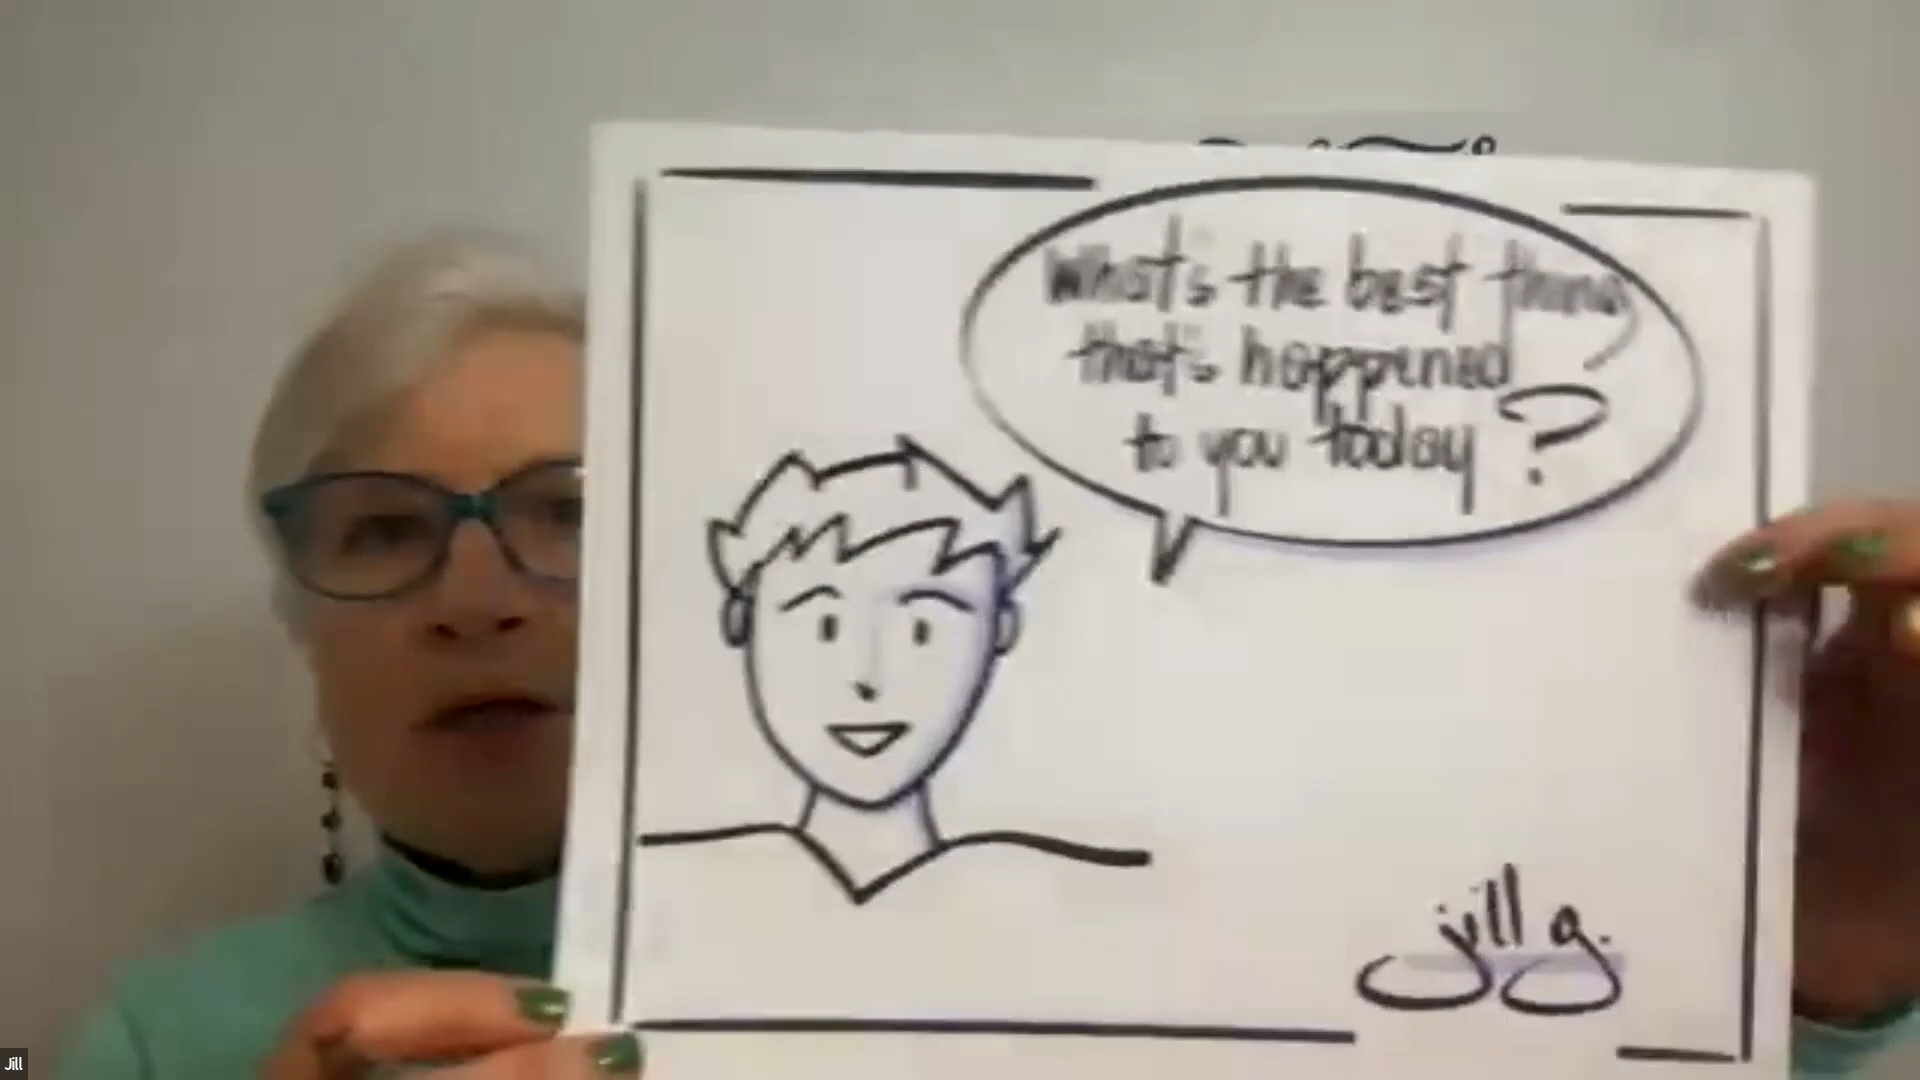 What's the best thing
that's happened
to you today?
jill g.
Jill